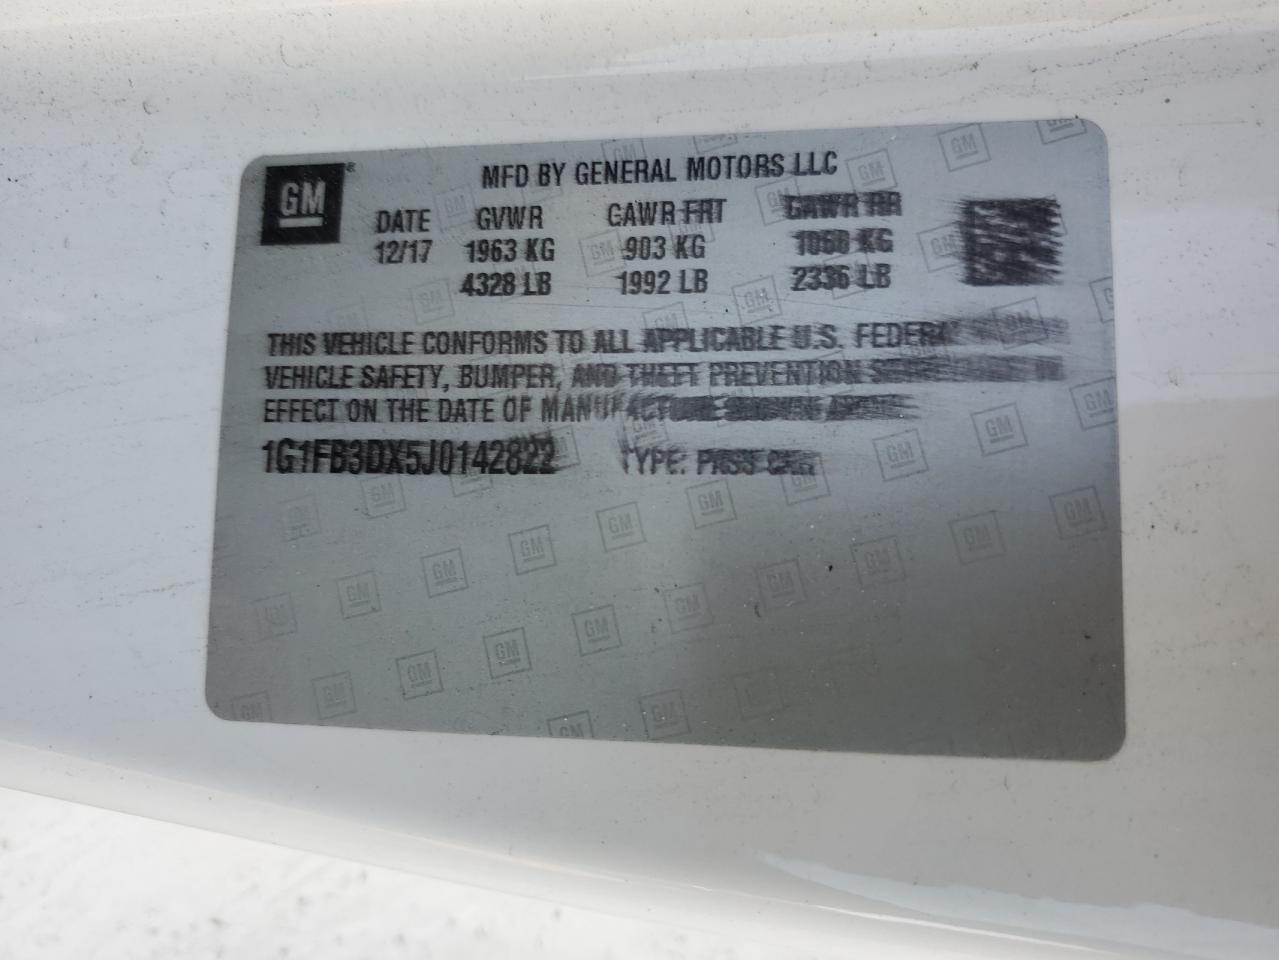 GM® MFD BY GENERAL MOTORS LLC
DATE GVWR GAWR FRT GAWR RR
12/17 1963 KG 903 KG KG
4328 LB 1992 LB 2336 LB
THIS VEHICLE CONFORMS TO ALL APPLICABLE U.S. FEDERAL
VEHICLE SAFETY, BUMPER, AND THEFT PREVENTION
EFFECT ON THE DATE OF MANUFACTURE SHOWN ABOVE.
1G1FB3DX5J0142822 TYPE: PASS CAR